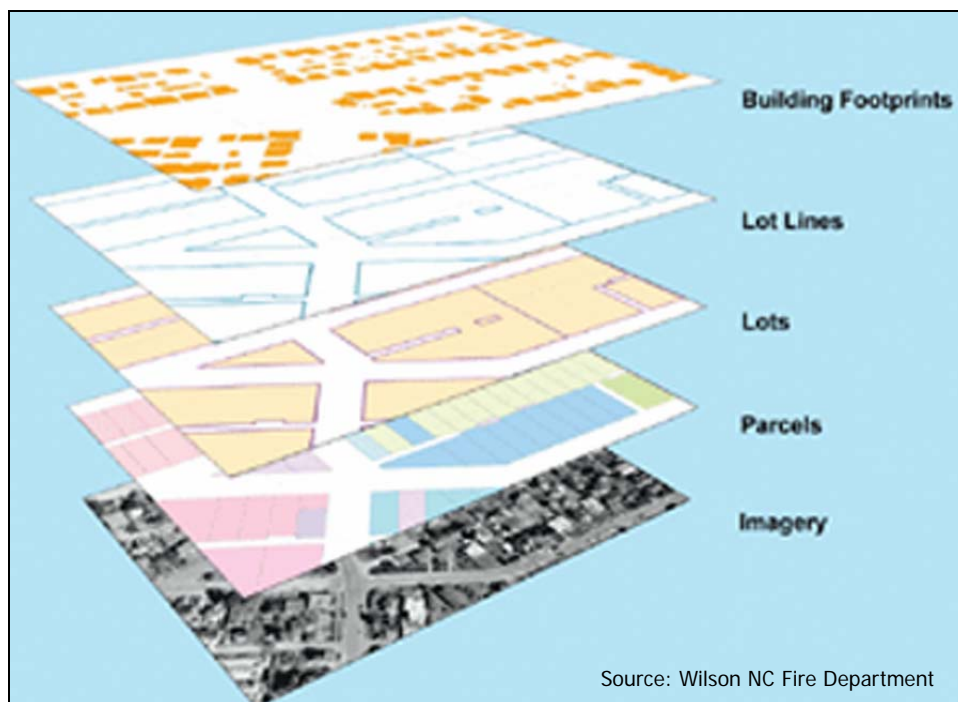 Building Footprints
Lot Lines
Lots
Parcels
Imagery
Source: Wilson NC Fire Department